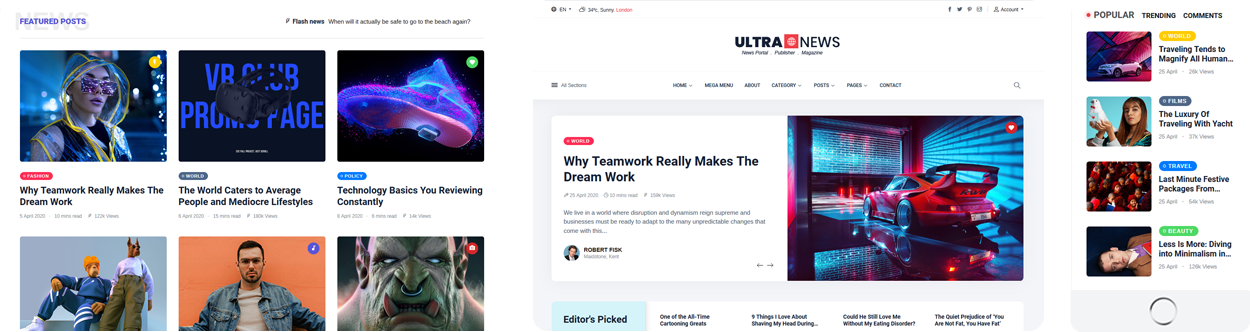 NEWS
FEATURED POSTS
Flash news When will it actually be safe to go to the beach again?
VR CLUB
PROMO PAGE
FASHION
Why Teamwork Really Makes The
Dream Work
5 April 2020 10 mins read 122k Views
WORLD
The World Caters to Average
People and Mediocre Lifestyles
6 April 2020 15 mins read 180k Views
POLICY
Technology Basics You Reviewing
Constantly
8 April 2020 6 mins read 14k Views
EN 34ºc, Sunny. London
Account
ULTRA NEWS
News Portal Publisher Magazine
All Sections
HOME MEGA MENU ABOUT CATEGORY POSTS PAGES CONTACT
WORLD
Why Teamwork Really Makes The
Dream Work
25 April 2020 10 mins read 159k Views
We live in a world where disruption and dynamism reign supreme and
businesses must be ready to adapt to the many unpredictable changes that
come with this...
ROBERT FISK
Maidstone, Kent
Editor's Picked
One of the All-Time
Cartooning Greats
9 Things I Love About
Shaving My Head During...
Could He Still Love Me
Without My Eating Disorder?
The Quiet Prejudice of 'You
Are Not Fat, You Have Fat'
POPULAR TRENDING COMMENTS
WORLD
Traveling Tends to
Magnify All Human...
25 April 26k Views
FILMS
The Luxury Of
Traveling With Yacht
25 April 37k Views
TRAVEL
Last Minute Festive
Packages From...
25 April 54k Views
BEAUTY
Less Is More: Diving
into Minimalism in...
25 April 126k Views